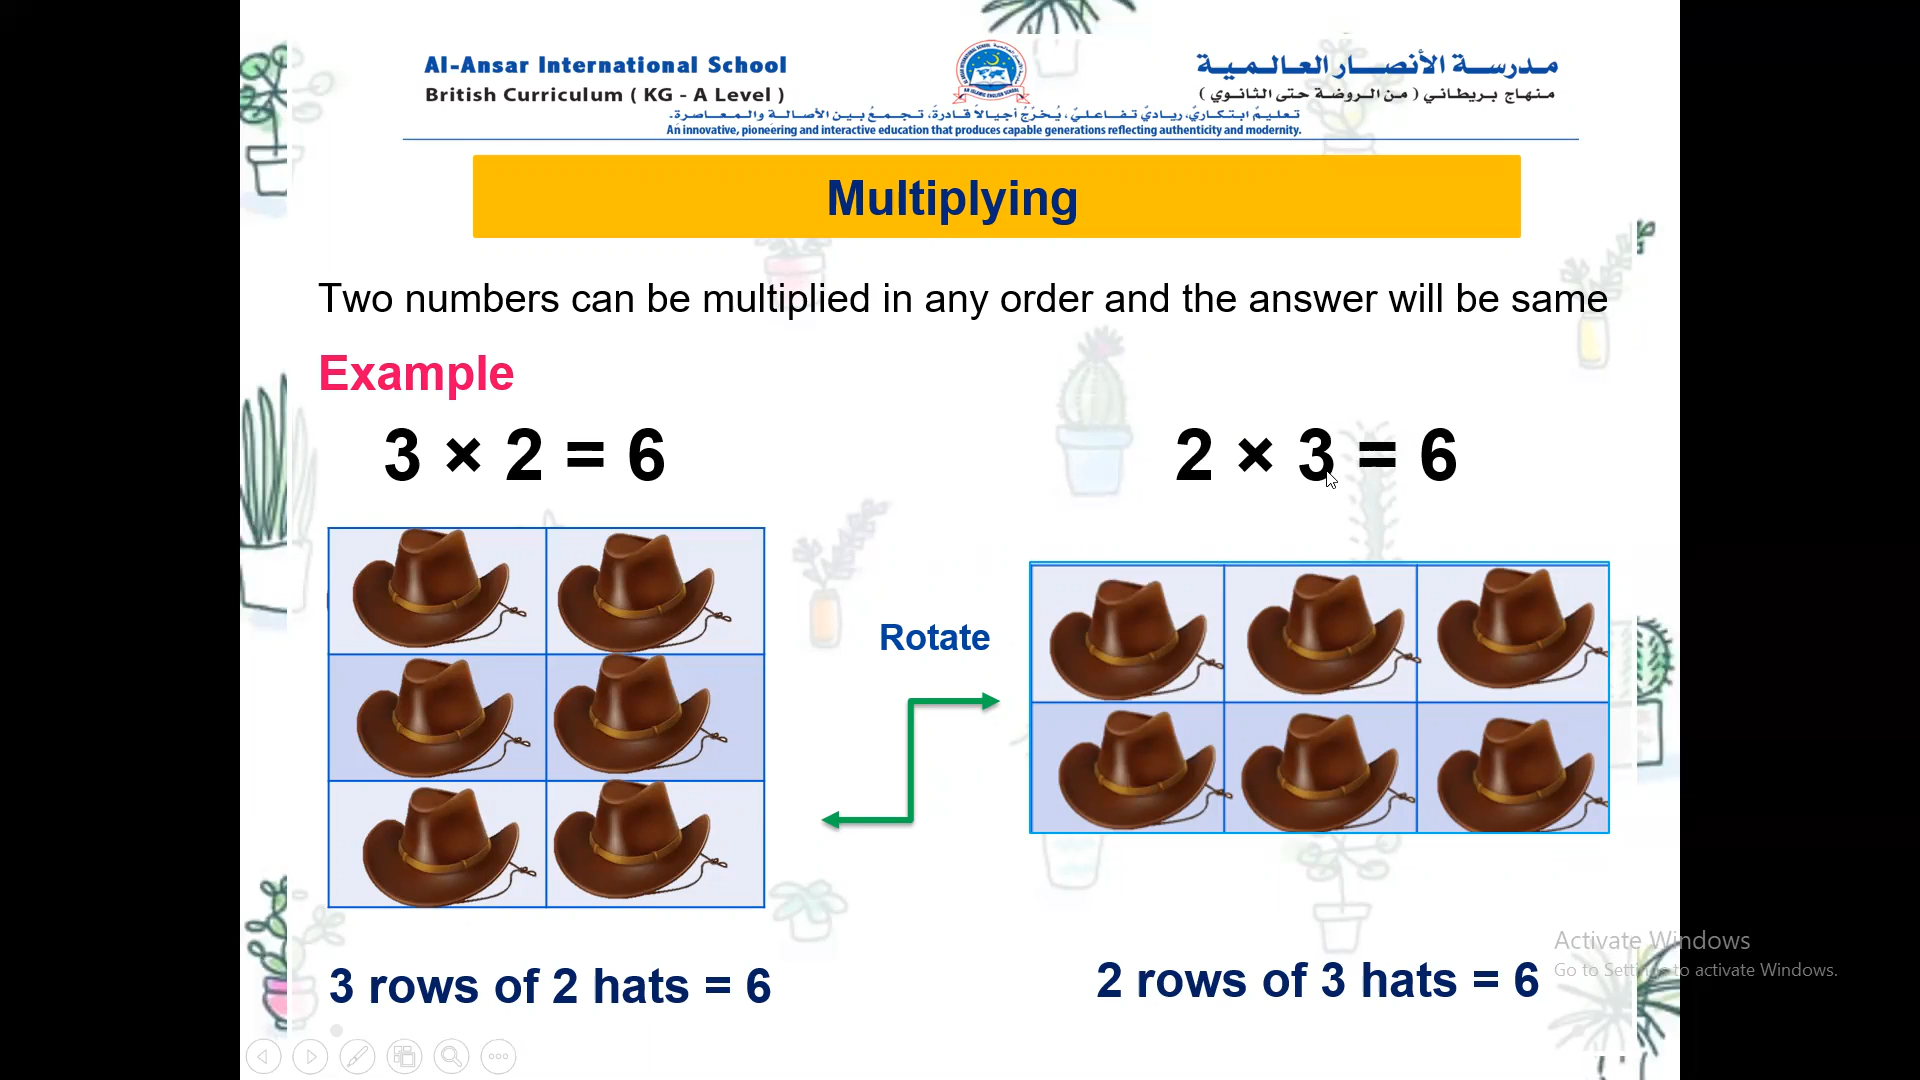 Al-Ansar International School
British Curriculum ( KG - A Level )
مـدرســة الأنصــار العـالـمـيـة
منهاج بريطاني ( من الروضة حتى الثانوي )
تعليمٌ ابتكاريٌ، رياديٌ تفاعليٌ، يُخرِّجُ أجيالاً قادرةً، تجمعُ بين الأصالة والمعاصرة.
An innovative, pioneering and interactive education that produces capable generations reflecting authenticity and modernity.
Multiplying
Two numbers can be multiplied in any order and the answer will be same
Example
3 × 2 = 6
2 × 3 = 6
Rotate
3 rows of 2 hats = 6
2 rows of 3 hats = 6
Activate Windows
Go to Settings to activate Windows.